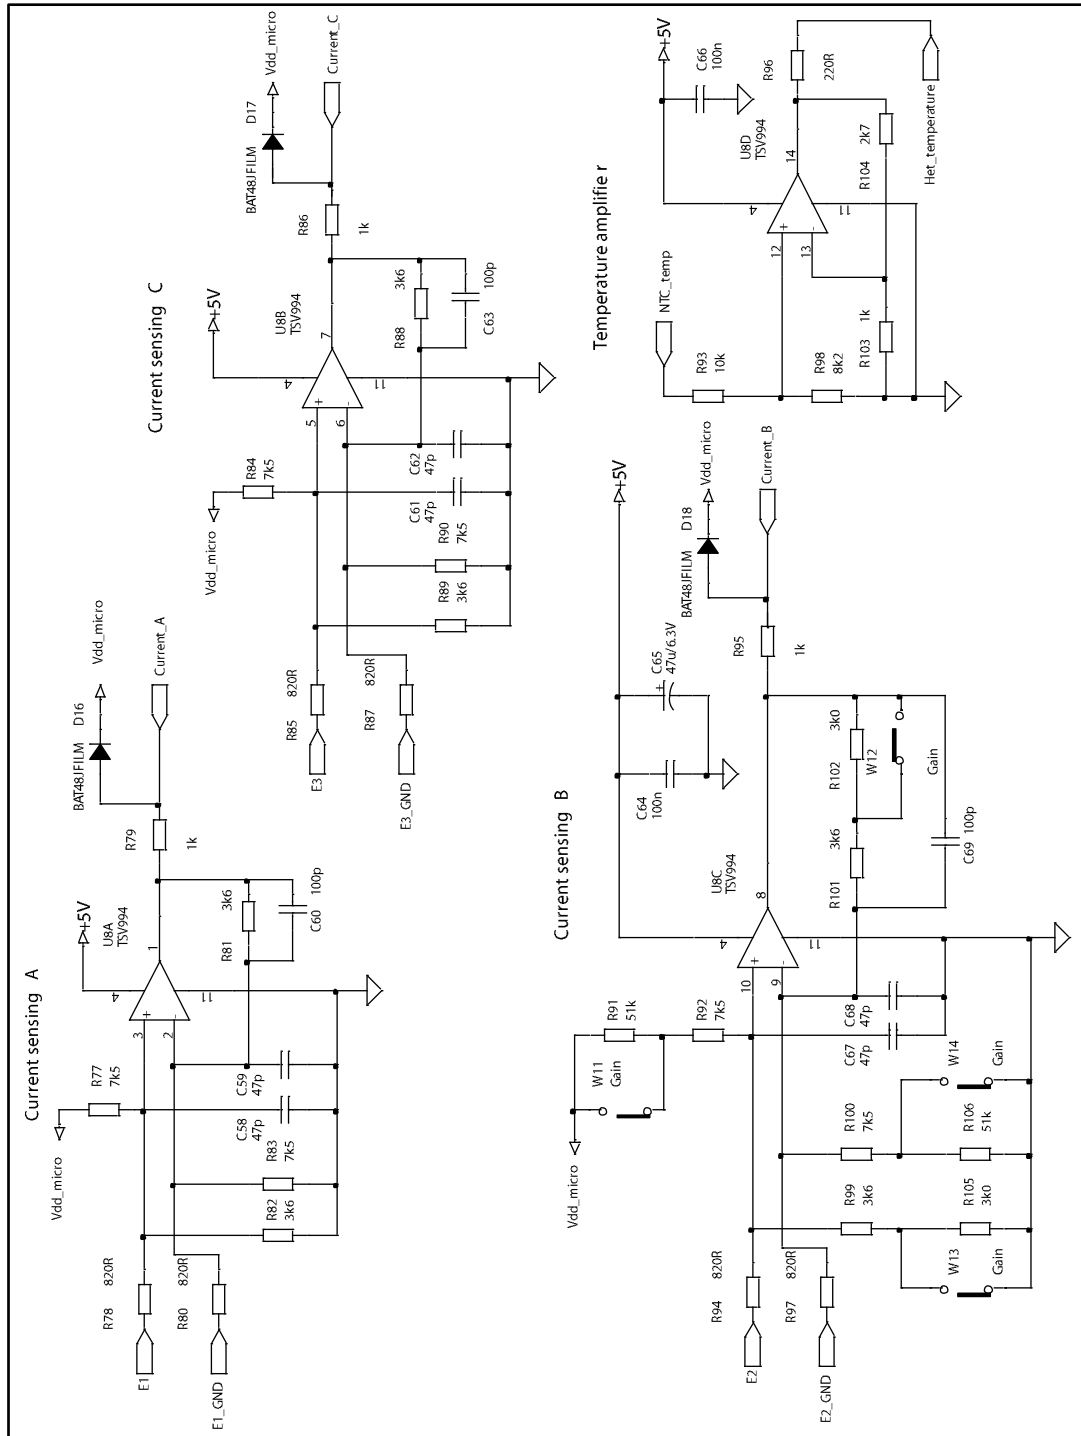 Current sensing A
Vdd_micro
R77
7k5
+5V
U8A
TSV994
4
3
2
+
-
1
11
R79
1k
BAT48JFILM
D16
Vdd_micro
Current_A
R81
3k6
C60
100p
C59
47p
C58
47p
R83
7k5
R82
3k6
R78
820R
R80
820R
E1
E1_GND
Current sensing C
Vdd_micro
R84
7k5
+5V
U8B
TSV994
4
5
6
+
-
7
11
R86
1k
BAT48JFILM
D17
Vdd_micro
Current_C
R88
3k6
C63
100p
C62
47p
C61
47p
R90
7k5
R89
3k6
R85
820R
R87
820R
E3
E3_GND
Current sensing B
Vdd_micro
W11
Gain
R91
51k
R92
7k5
+5V
C64
100n
C65
47u/6.3V
+
U8C
TSV994
4
10
9
+
-
8
11
R95
1k
BAT48JFILM
D18
Vdd_micro
Current_B
R101
3k6
R102
3k0
W12
Gain
C69
100p
C68
47p
C67
47p
W14
Gain
R100
7k5
R106
51k
R99
3k6
R105
3k0
W13
Gain
R94
820R
R97
820R
E2
E2_GND
Temperature amplifie r
NTC_temp
R93
10k
R98
8k2
R103
1k
+5V
C66
100n
U8D
TSV994
4
12
13
+
-
14
11
R96
220R
R104
2k7
Het_temperature